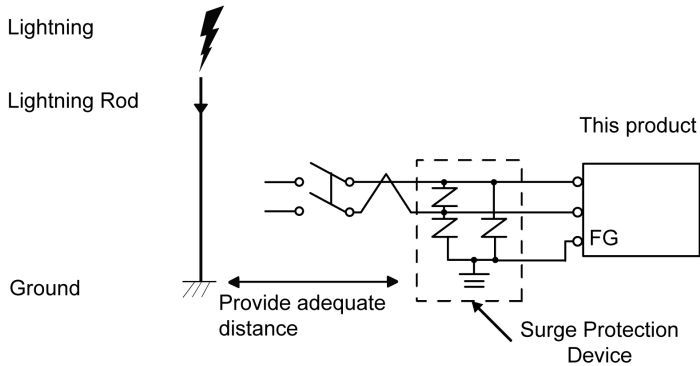 Lightning
Lightning Rod
This product
FG
Ground
Provide adequate
distance
Surge Protection
Device